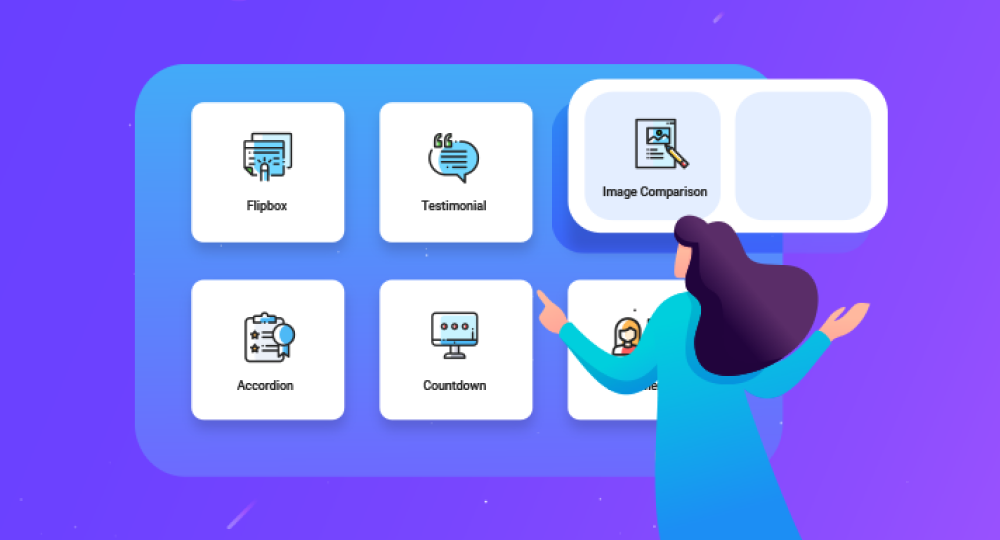 Flipbox
Testimonial
Image Comparison
Accordion
Countdown